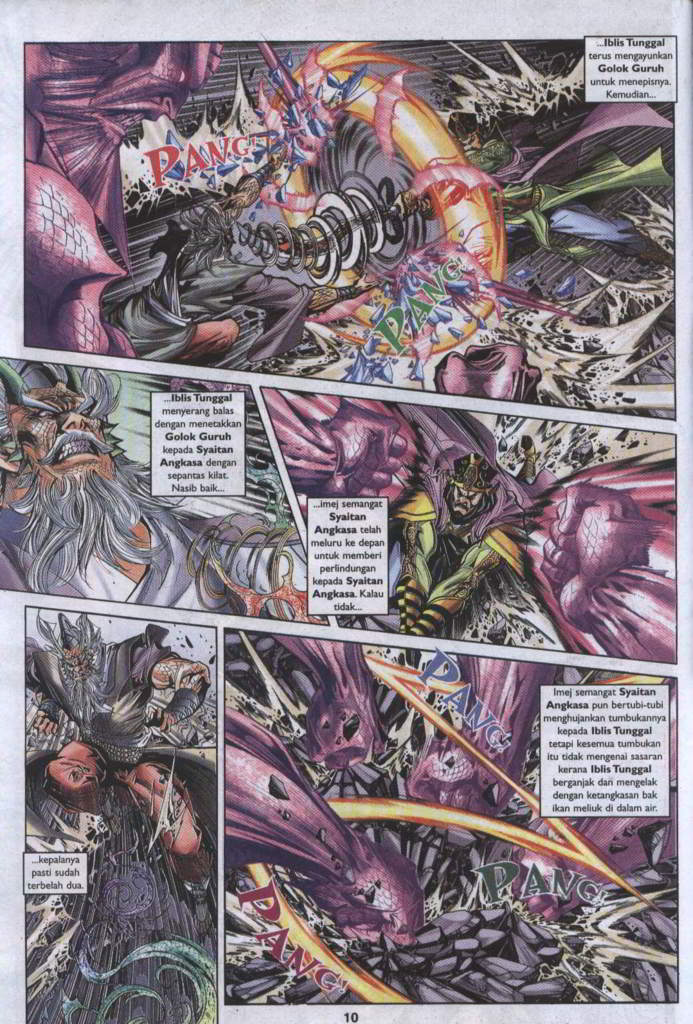 ...Iblis Tunggal
terus mengayunkan
Golok Guruh
untuk menepisnya.
Kemudian...
PANG!
PANG!
...Iblis Tunggal
menyerang balas
dengan menetakkan
Golok Guruh
kepada Syaitan
Angkasa dengan
sepantas kilat.
Nasib baik...
...imej semangat
Syaitan
Angkasa telah
meluru ke depan
untuk memberi
perlindungan
kepada Syaitan
Angkasa. Kalau
tidak...
...kepalanya
pasti sudah
terbelah dua.
Imej semangat Syaitan
Angkasa pun bertubi-tubi
menghujankan tumbukannya
kepada Iblis Tunggal
tetapi kesemua tumbukan
itu tidak mengenai sasaran
kerana Iblis Tunggal
berganjak dan mengelak
dengan ketangkasan bak
ikan meliuk di dalam air.
PANG!
PANG!
PANG!
10